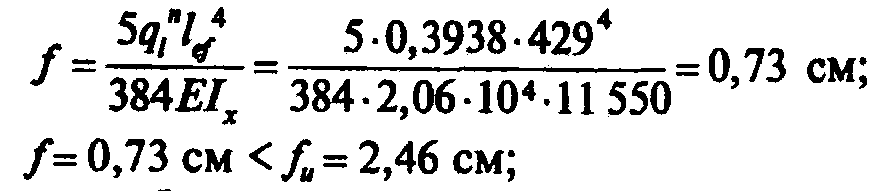 f = 5q_l^n l_ef^4 / 384EI_x = 5·0,3938·429^4 / 384·2,06·10^4·11 550 = 0,73 см;
f = 0,73 см < f_u = 2,46 см;